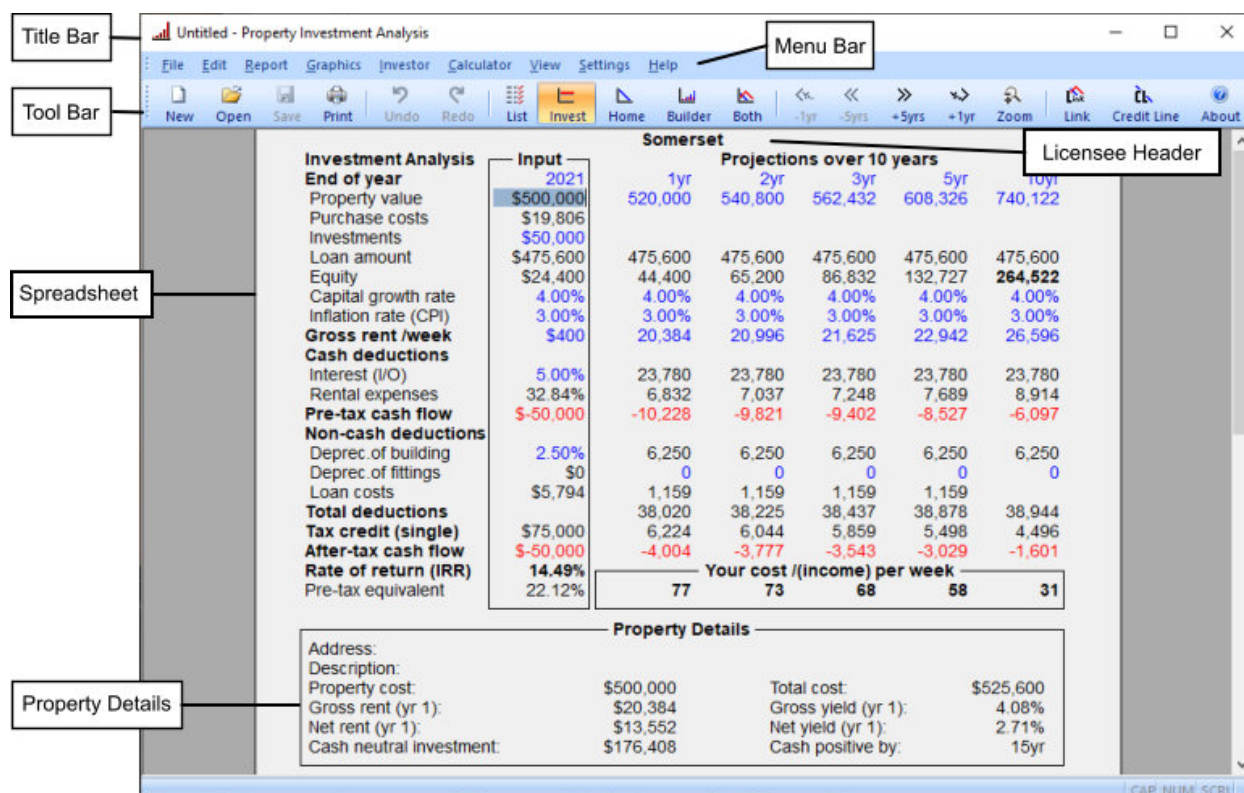 Title Bar
Untitled - Property Investment Analysis
Menu Bar
File Edit Report Graphics Investor Calculator View Settings Help
Tool Bar
New Open Save Print Undo Redo List Invest Home Builder Both -1yr -5yrs +5yrs +1yr Zoom Link Credit Line About
Somerset
Licensee Header
Investment Analysis Input Projections over 10 years
End of year 2021 1yr 2yr 3yr 5yr 10yr
Property value $500,000 520,000 540,800 562,432 608,326 740,122
Purchase costs $19,806
Investments $50,000
Loan amount $475,600 475,600 475,600 475,600 475,600 475,600
Spreadsheet
Equity $24,400 44,400 65,200 86,832 132,727 264,522
Capital growth rate 4.00% 4.00% 4.00% 4.00% 4.00% 4.00%
Inflation rate (CPI) 3.00% 3.00% 3.00% 3.00% 3.00% 3.00%
Gross rent /week $400 20,384 20,996 21,625 22,942 26,596
Cash deductions
Interest (I/O) 5.00% 23,780 23,780 23,780 23,780 23,780
Rental expenses 32.84% 6,832 7,037 7,248 7,689 8,914
Pre-tax cash flow $-50,000 -10,228 -9,821 -9,402 -8,527 -6,097
Non-cash deductions
Deprec.of building 2.50% 6,250 6,250 6,250 6,250 6,250
Deprec.of fittings $0 0 0 0 0 0
Loan costs $5,794 1,159 1,159 1,159 1,159
Total deductions 38,020 38,225 38,437 38,878 38,944
Tax credit (single) $75,000 6,224 6,044 5,859 5,498 4,496
After-tax cash flow $-50,000 -4,004 -3,777 -3,543 -3,029 -1,601
Rate of return (IRR) 14.49% Your cost /(income) per week
Pre-tax equivalent 22.12% 77 73 68 58 31
Property Details
Address:
Description:
Property cost: $500,000 Total cost: $525,600
Property Details
Gross rent (yr 1): $20,384 Gross yield (yr 1): 4.08%
Net rent (yr 1): $13,552 Net yield (yr 1): 2.71%
Cash neutral investment: $176,408 Cash positive by: 15yr
CAP NUM SCRL